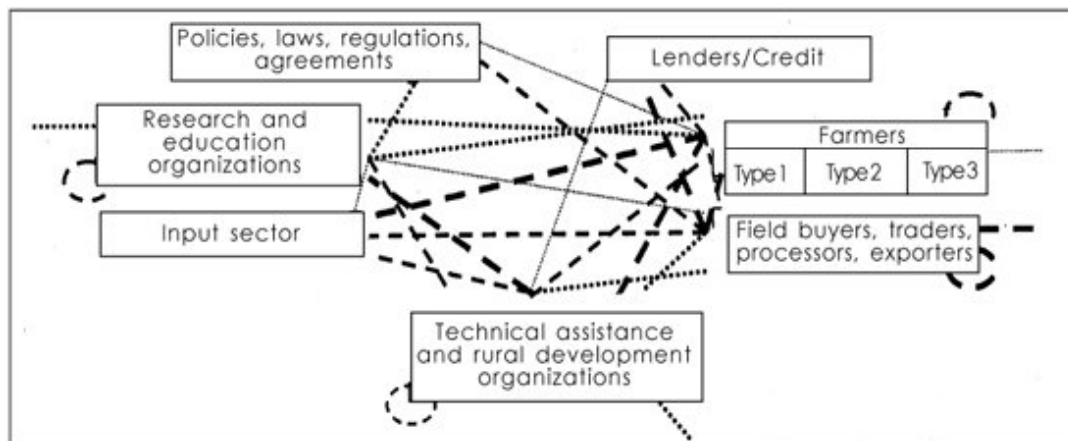 Policies, laws, regulations,
agreements
Lenders/Credit
Research and
education
organizations
Farmers
Type1 Type2 Type3
Input sector
Field buyers, traders,
processors, exporters
Technical assistance
and rural development
organizations